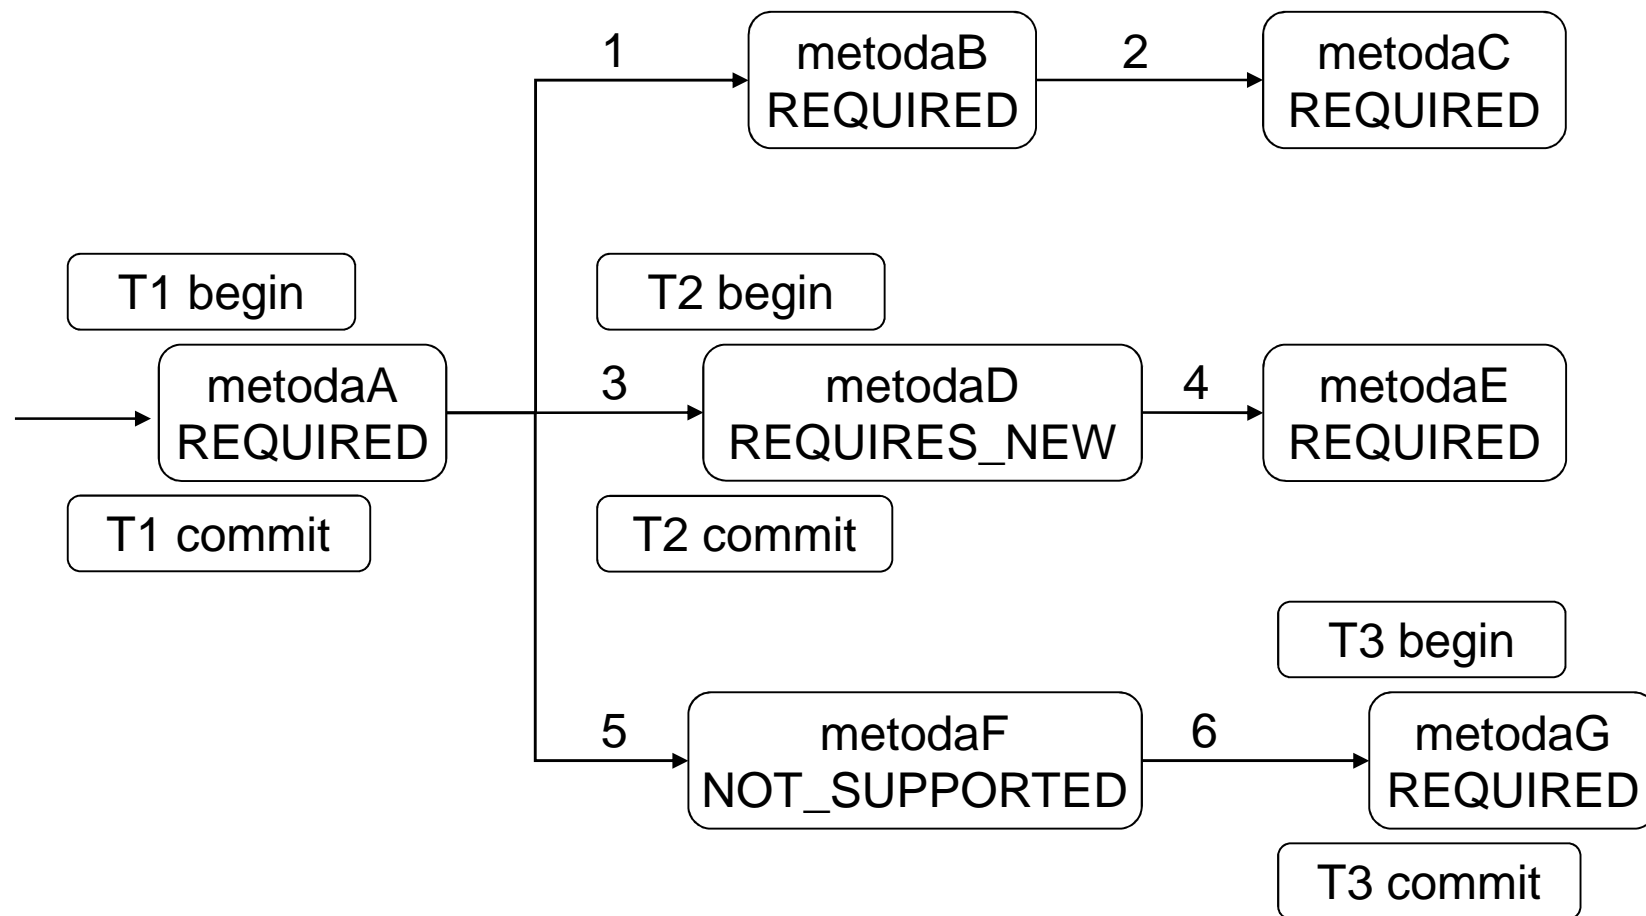 1
metodaB
REQUIRED
2
metodaC
REQUIRED
T1 begin
T2 begin
metodaA
REQUIRED
3
metodaD
REQUIRES_NEW
4
metodaE
REQUIRED
T1 commit
T2 commit
T3 begin
5
metodaF
NOT_SUPPORTED
6
metodaG
REQUIRED
T3 commit